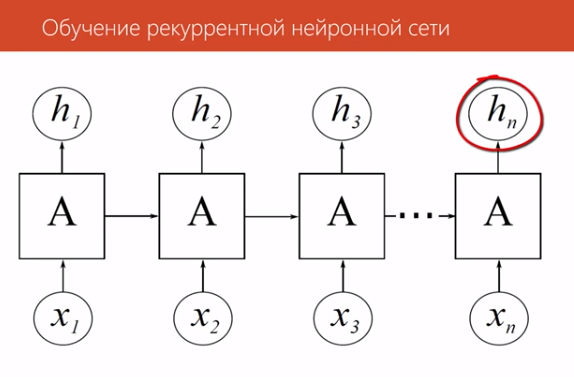 Обучение рекуррентной нейронной сети
h1 h2 h3 hn
A A A ... A
x1 x2 x3 xn